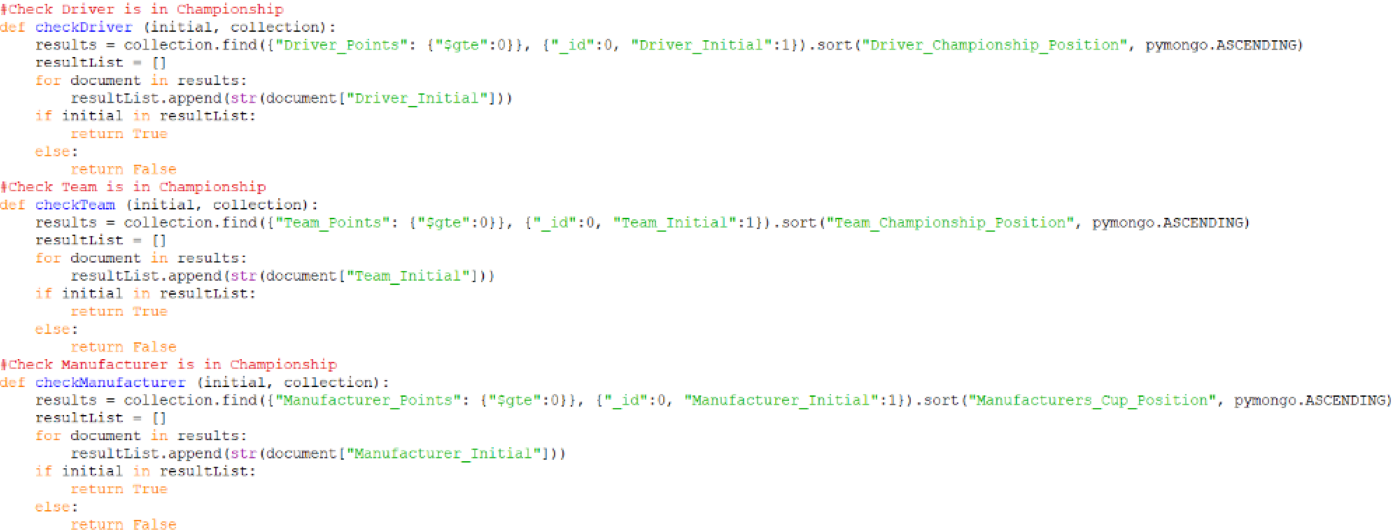 #Check Driver is in Championship
def checkDriver (initial, collection):
    results = collection.find({"Driver_Points": {"$gte":0}}, {"_id":0, "Driver_Initial":1}).sort("Driver_Championship_Position", pymongo.ASCENDING)
    resultList = []
    for document in results:
        resultList.append(str(document["Driver_Initial"]))
    if initial in resultList:
        return True
    else:
        return False
#Check Team is in Championship
def checkTeam (initial, collection):
    results = collection.find({"Team_Points": {"$gte":0}}, {"_id":0, "Team_Initial":1}).sort("Team_Championship_Position", pymongo.ASCENDING)
    resultList = []
    for document in results:
        resultList.append(str(document["Team_Initial"]))
    if initial in resultList:
        return True
    else:
        return False
#Check Manufacturer is in Championship
def checkManufacturer (initial, collection):
    results = collection.find({"Manufacturer_Points": {"$gte":0}}, {"_id":0, "Manufacturer_Initial":1}).sort("Manufacturers_Cup_Position", pymongo.ASCENDING)
    resultList = []
    for document in results:
        resultList.append(str(document["Manufacturer_Initial"]))
    if initial in resultList:
        return True
    else:
        return False